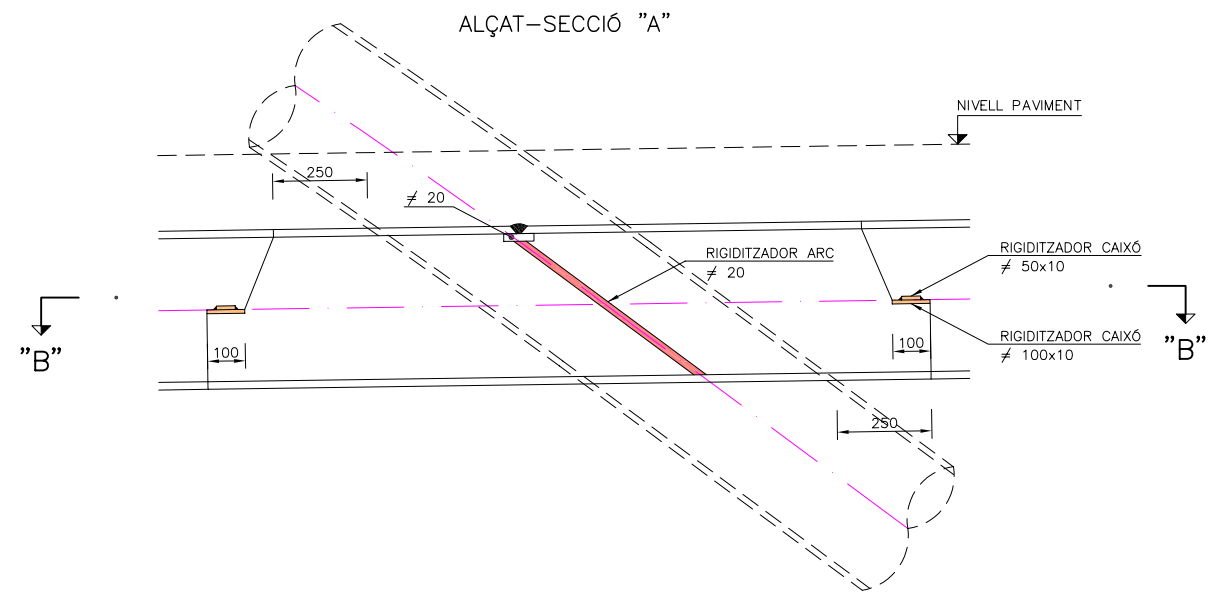 ALÇAT-SECCIÓ "A"
NIVELL PAVIMENT
250
≠ 20
RIGIDITZADOR ARC
≠ 20
RIGIDITZADOR CAIXÓ
≠ 50x10
"B"
100
100
RIGIDITZADOR CAIXÓ
≠ 100x10
"B"
250